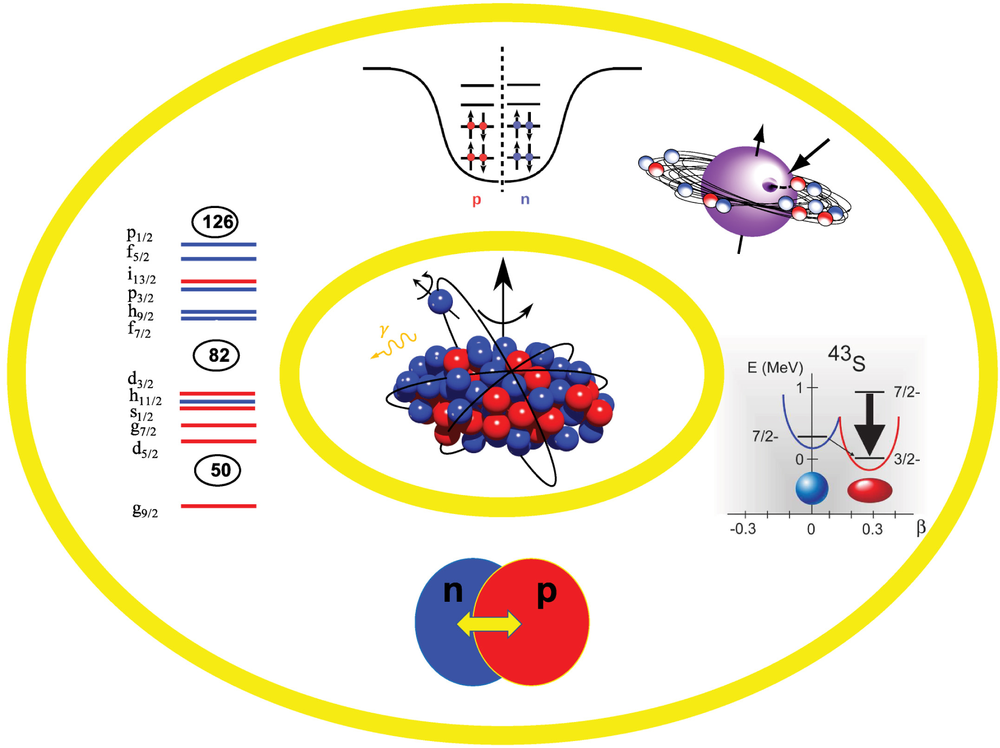 p n
126
p1/2
f5/2
i13/2
p3/2
h9/2
f7/2
82
d3/2
h11/2
s1/2
g7/2
d5/2
50
g9/2
γ
43S
E (MeV)
1
7/2-
7/2-
0
3/2-
-0.3 0 0.3 β
n p